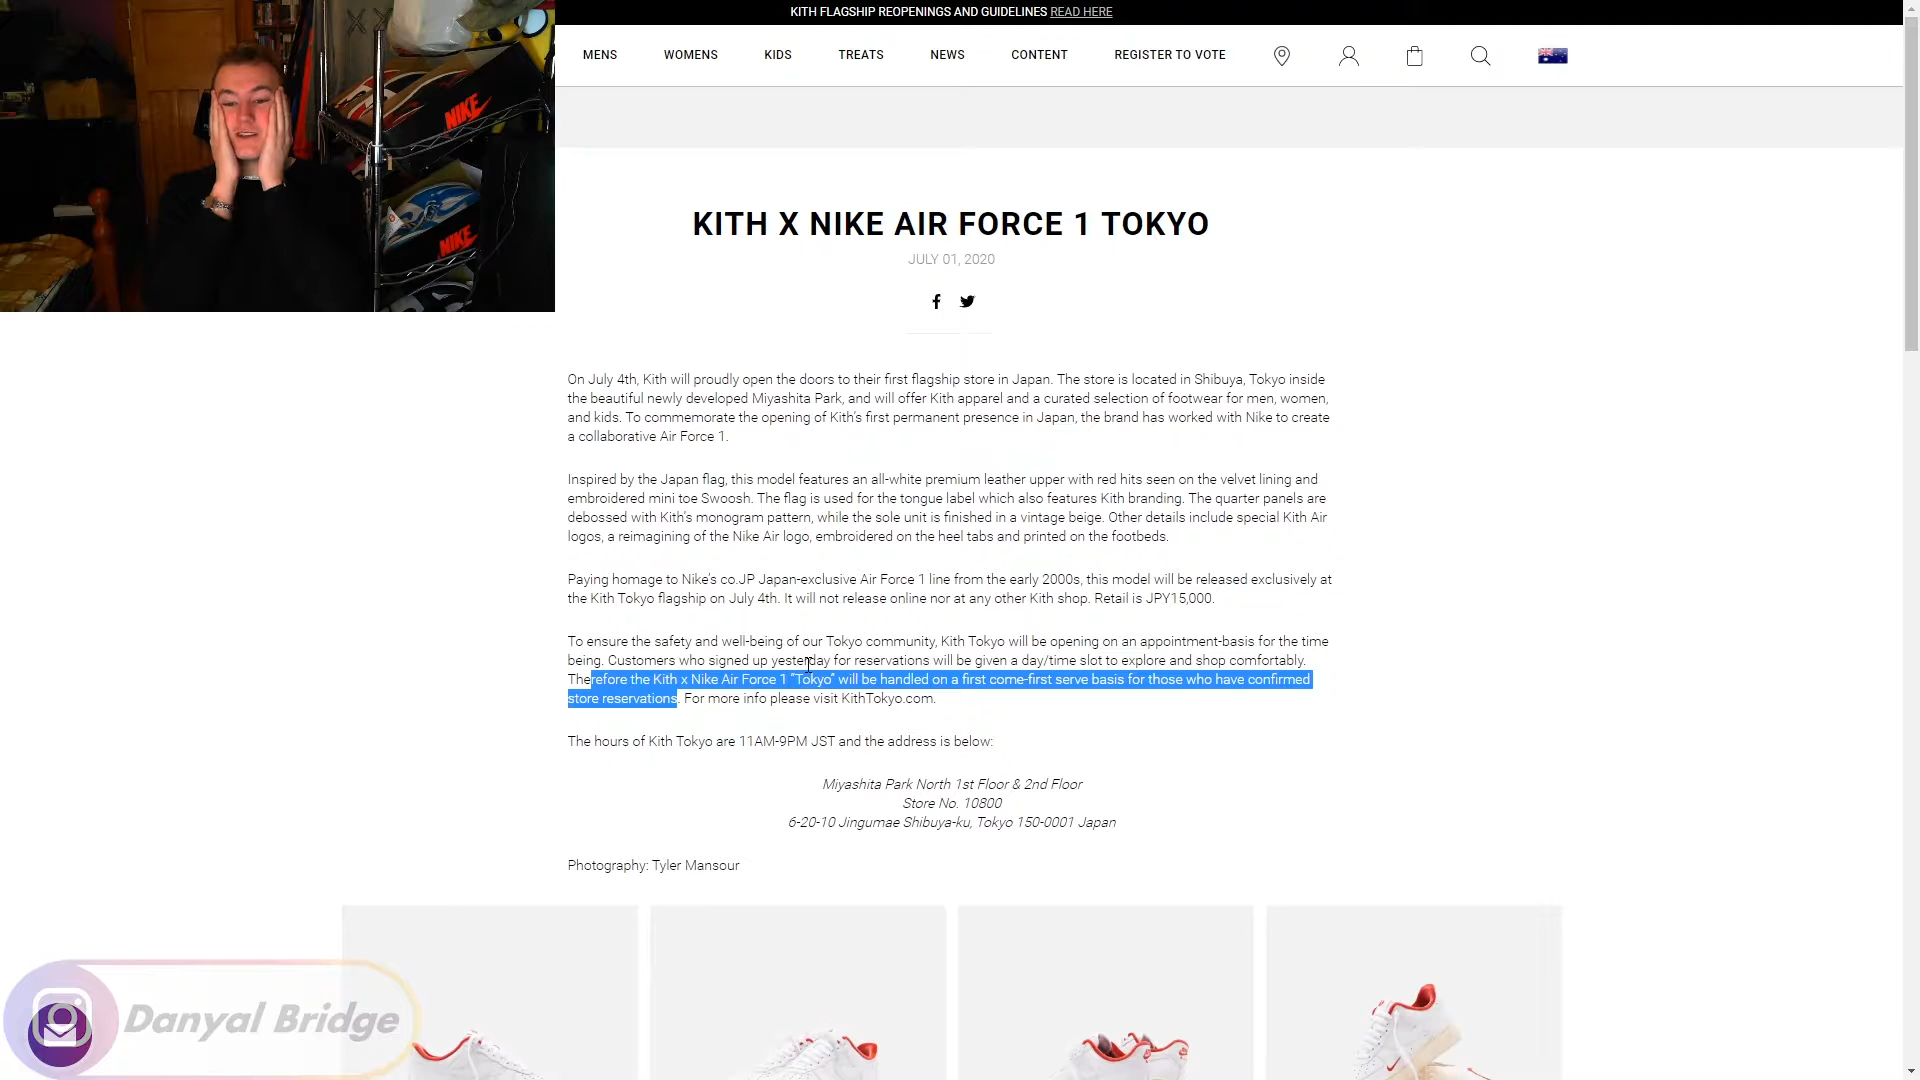 KITH FLAGSHIP REOPENINGS AND GUIDELINES READ HERE
MENS WOMENS KIDS TREATS NEWS CONTENT REGISTER TO VOTE
NIKE
NIKE
KITH X NIKE AIR FORCE 1 TOKYO
JULY 01, 2020
On July 4th, Kith will proudly open the doors to their first flagship store in Japan. The store is located in Shibuya, Tokyo inside
the beautiful newly developed Miyashita Park, and will offer Kith apparel and a curated selection of footwear for men, women,
and kids. To commemorate the opening of Kith's first permanent presence in Japan, the brand has worked with Nike to create
a collaborative Air Force 1.
Inspired by the Japan flag, this model features an all-white premium leather upper with red hits seen on the velvet lining and
embroidered mini toe Swoosh. The flag is used for the tongue label which also features Kith branding. The quarter panels are
debossed with Kith's monogram pattern, while the sole unit is finished in a vintage beige. Other details include special Kith Air
logos, a reimagining of the Nike Air logo, embroidered on the heel tabs and printed on the footbeds.
Paying homage to Nike's co.JP Japan-exclusive Air Force 1 line from the early 2000s, this model will be released exclusively at
the Kith Tokyo flagship on July 4th. It will not release online nor at any other Kith shop. Retail is JPY15,000.
To ensure the safety and well-being of our Tokyo community, Kith Tokyo will be opening on an appointment-basis for the time
being. Customers who signed up yesterday for reservations will be given a day/time slot to explore and shop comfortably.
Therefore the Kith x Nike Air Force 1 "Tokyo" will be handled on a first come-first serve basis for those who have confirmed
store reservations. For more info please visit KithTokyo.com.
The hours of Kith Tokyo are 11AM-9PM JST and the address is below:
Miyashita Park North 1st Floor & 2nd Floor
Store No. 10800
6-20-10 Jingumae Shibuya-ku, Tokyo 150-0001 Japan
Photography: Tyler Mansour
Danyal Bridge